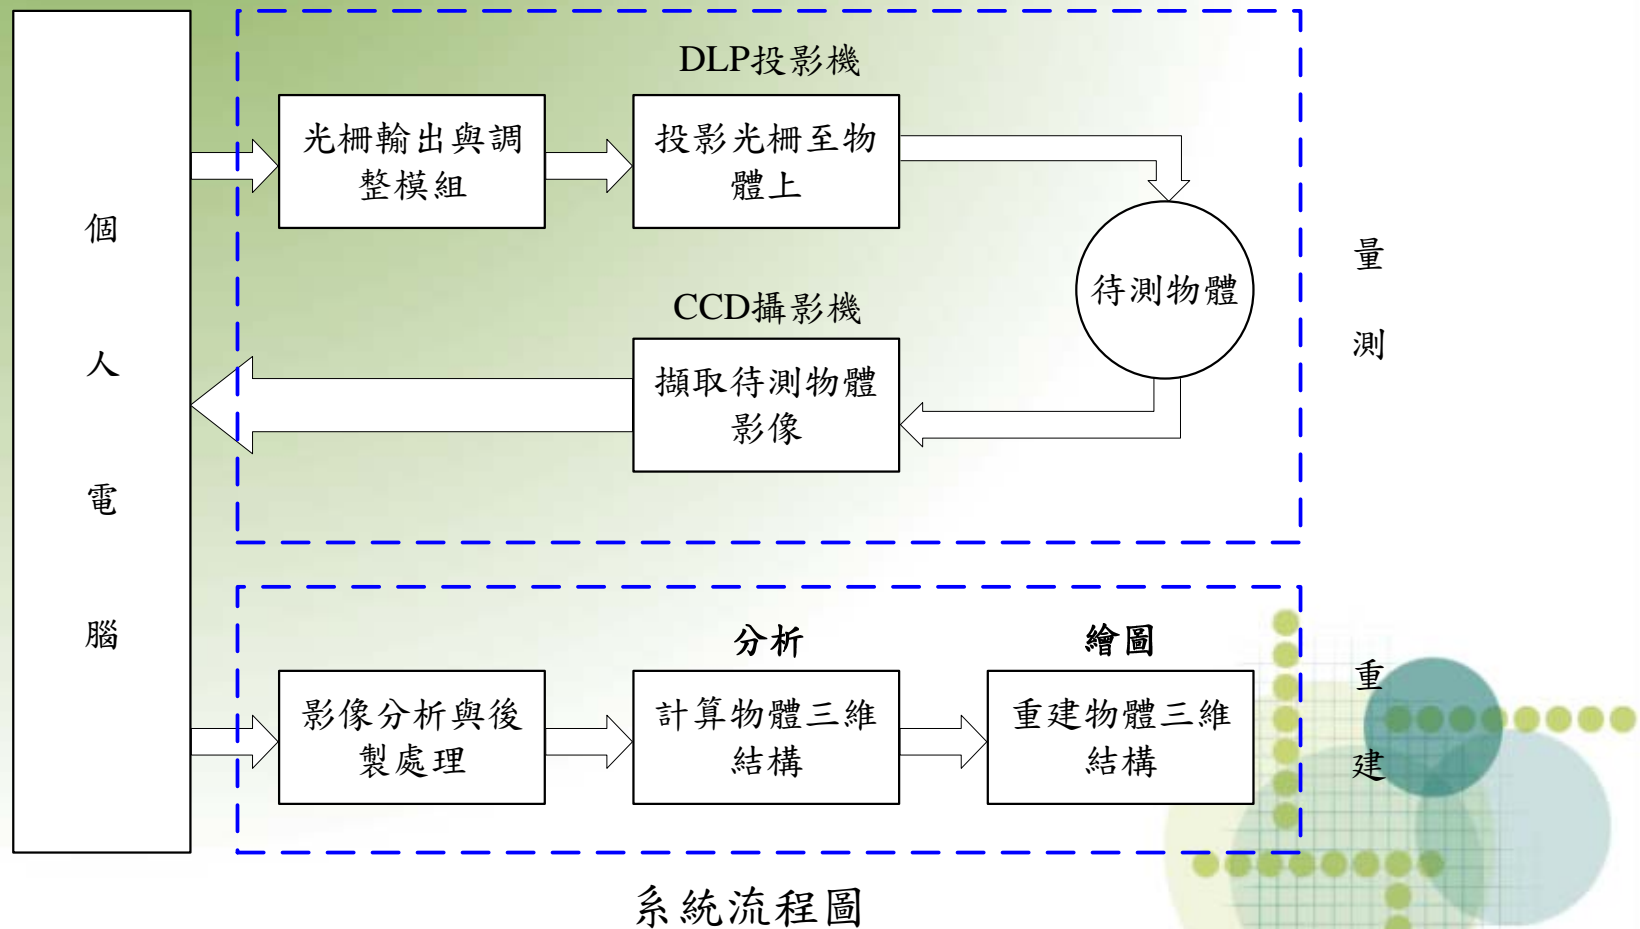 個人電腦
DLP投影機
光柵輸出與調
整模組
投影光柵至物
體上
待測物體
CCD攝影機
擷取待測物體
影像
量測
分析
繪圖
影像分析與後
製處理
計算物體三維
結構
重建物體三維
結構
重建
系統流程圖